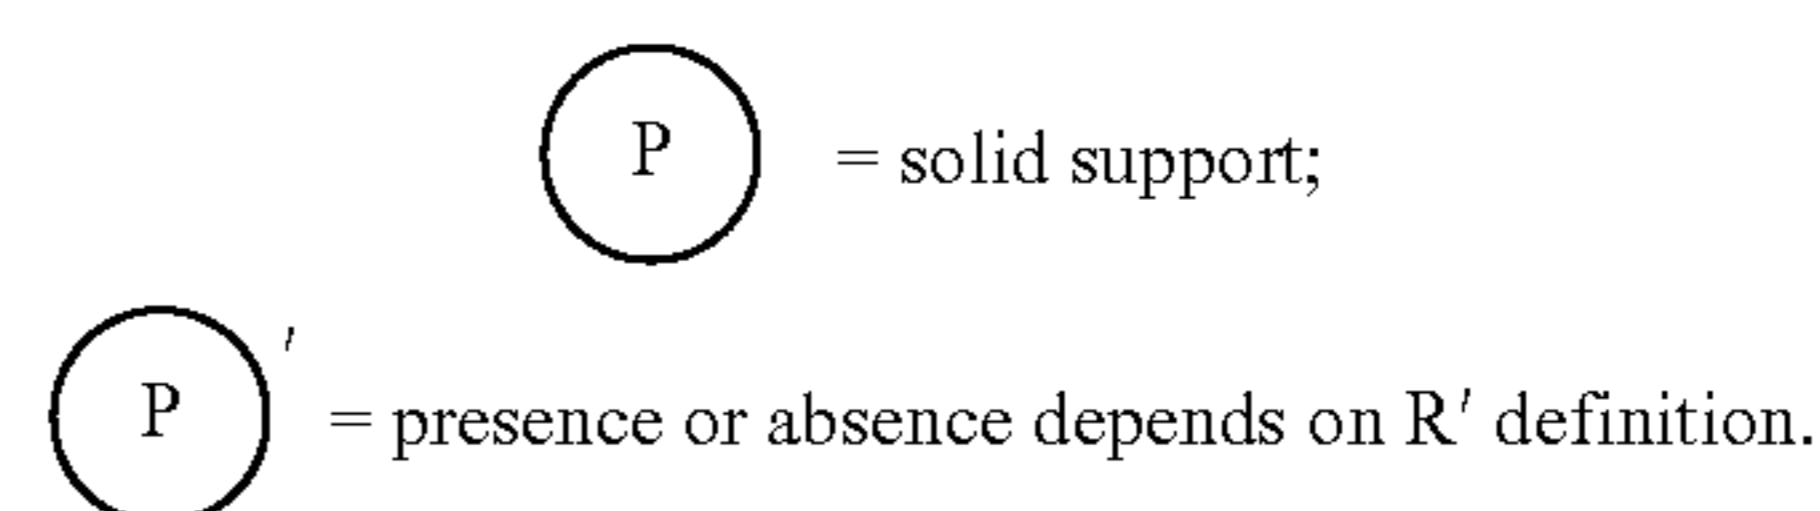 P = solid support;
P′ = presence or absence depends on R′ definition.